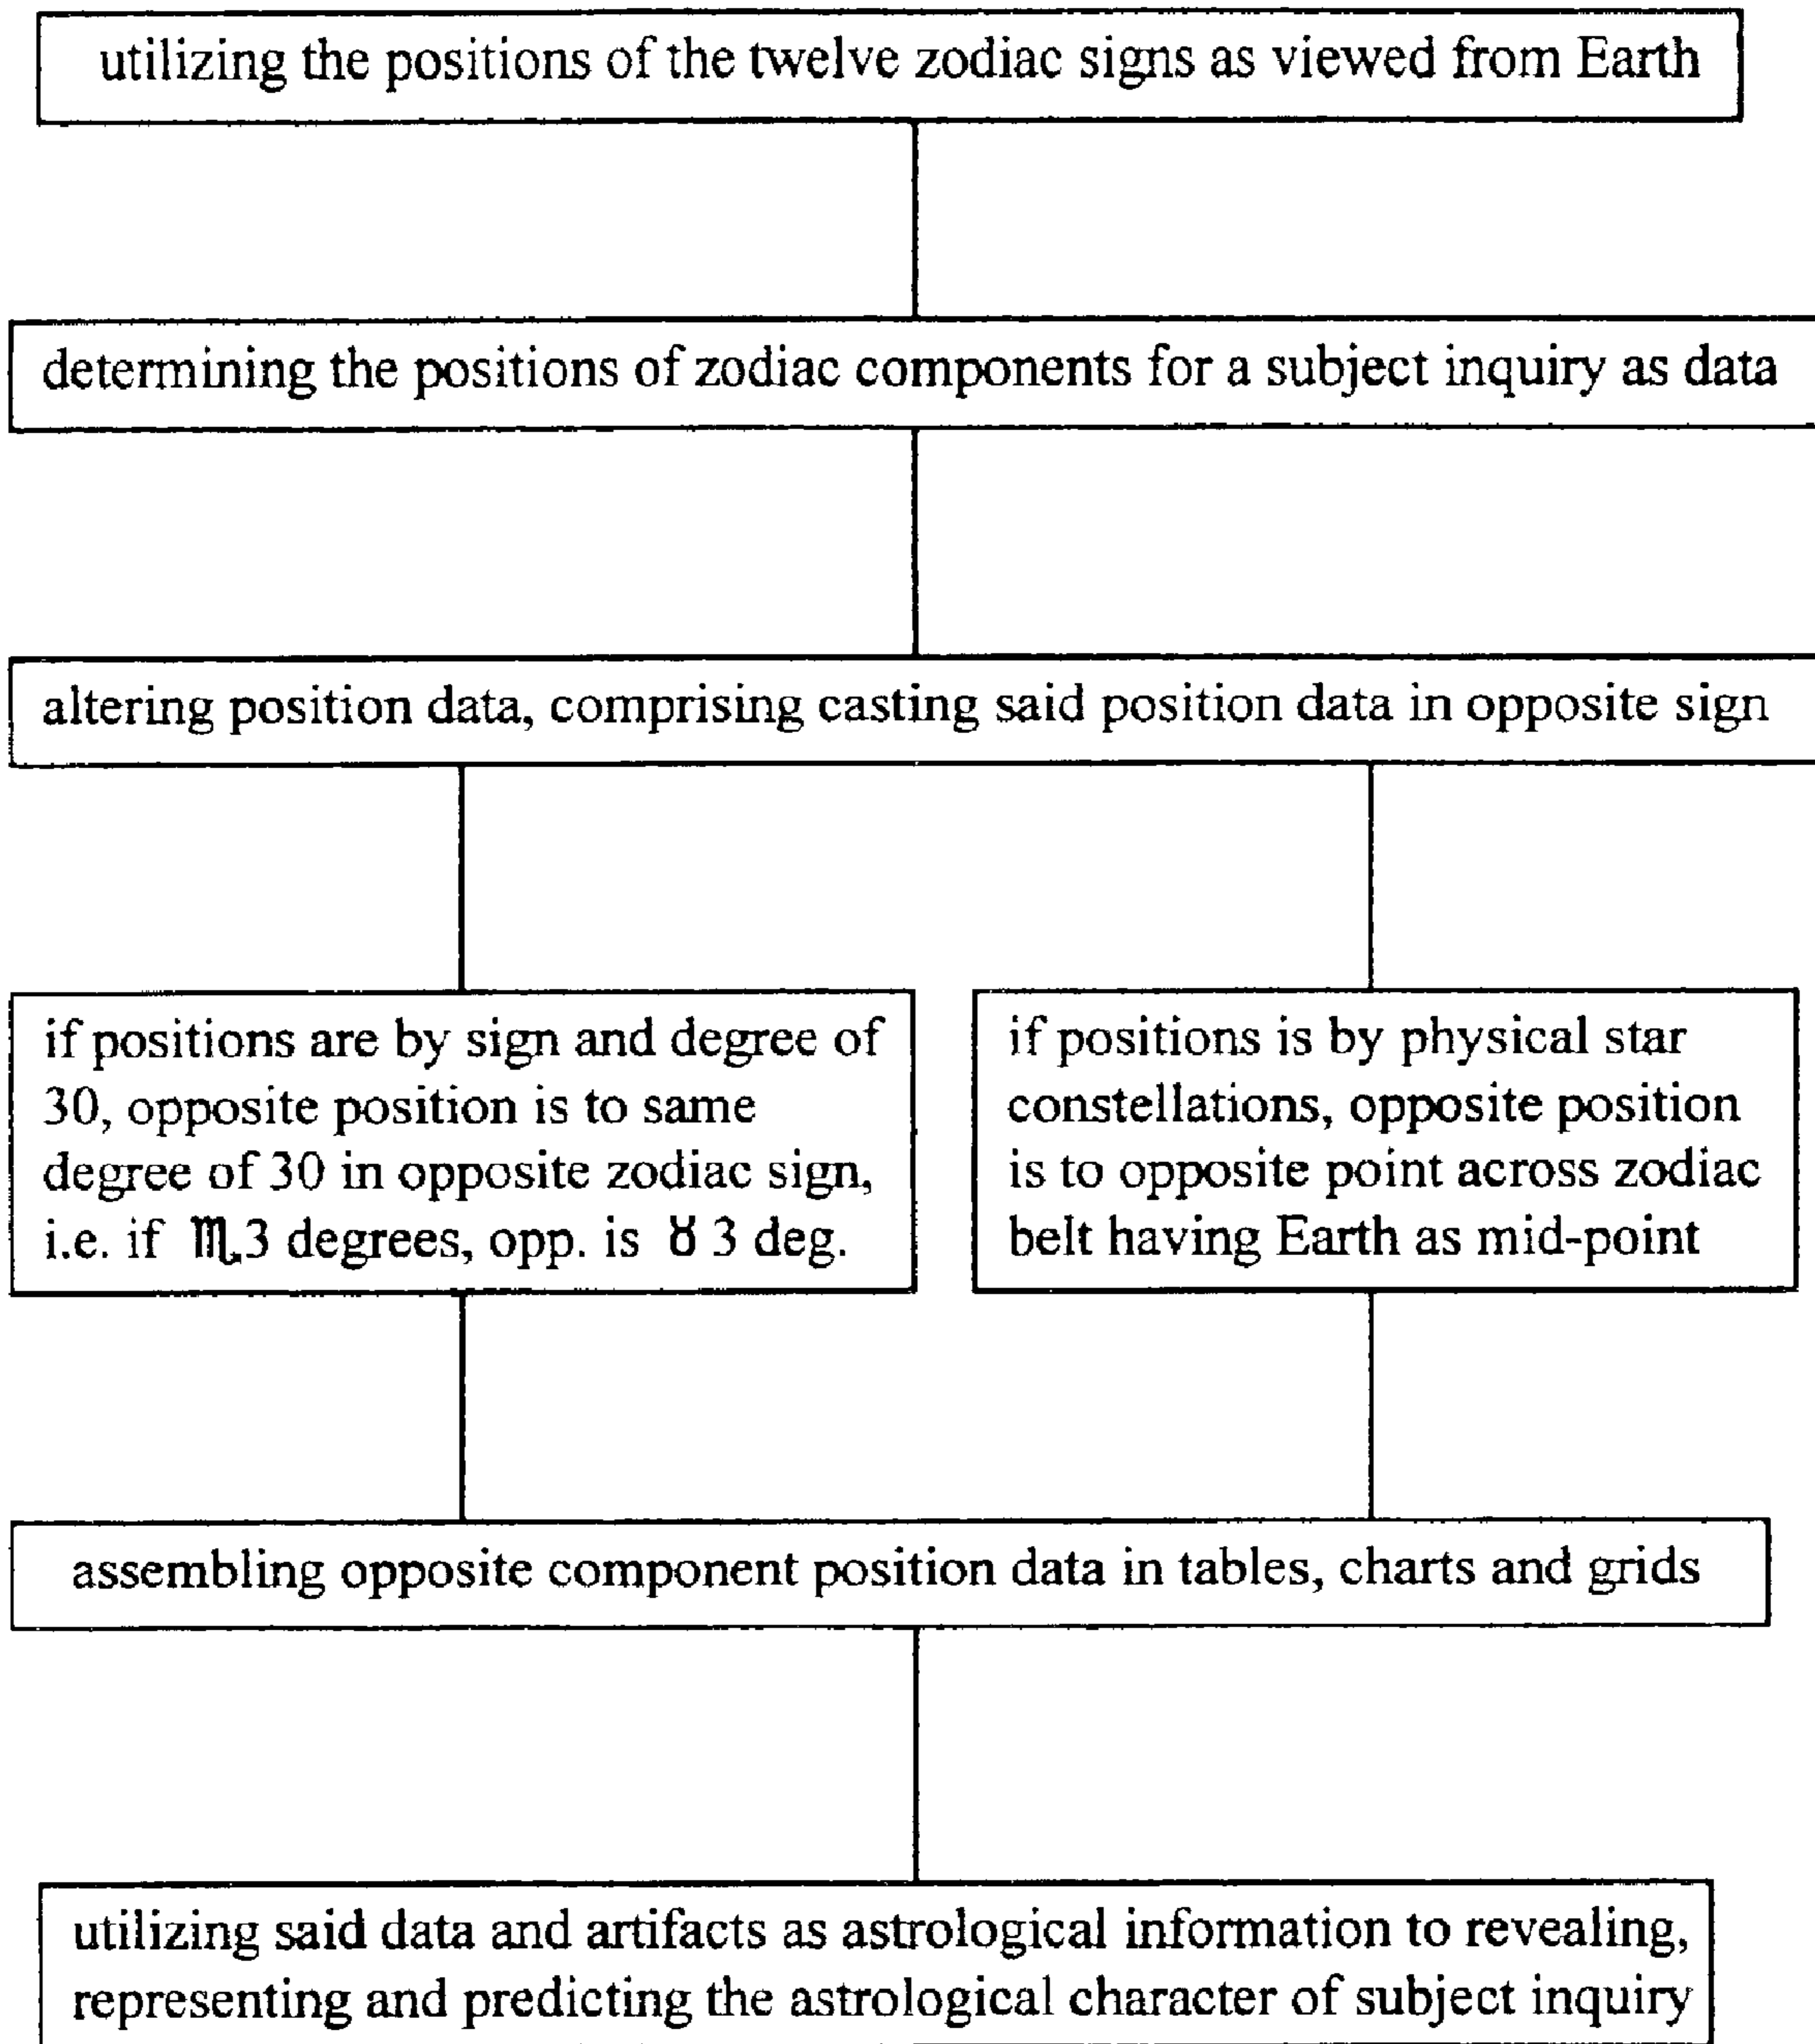 utilizing the positions of the twelve zodiac signs as viewed from Earth
determining the positions of zodiac components for a subject inquiry as data
altering position data, comprising casting said position data in opposite sign
if positions are by sign and degree of
30, opposite position is to same
degree of 30 in opposite zodiac sign,
i.e. if ♏3 degrees, opp. is ♉ 3 deg.
if positions is by physical star
constellations, opposite position
is to opposite point across zodiac
belt having Earth as mid-point
assembling opposite component position data in tables, charts and grids
utilizing said data and artifacts as astrological information to revealing,
representing and predicting the astrological character of subject inquiry